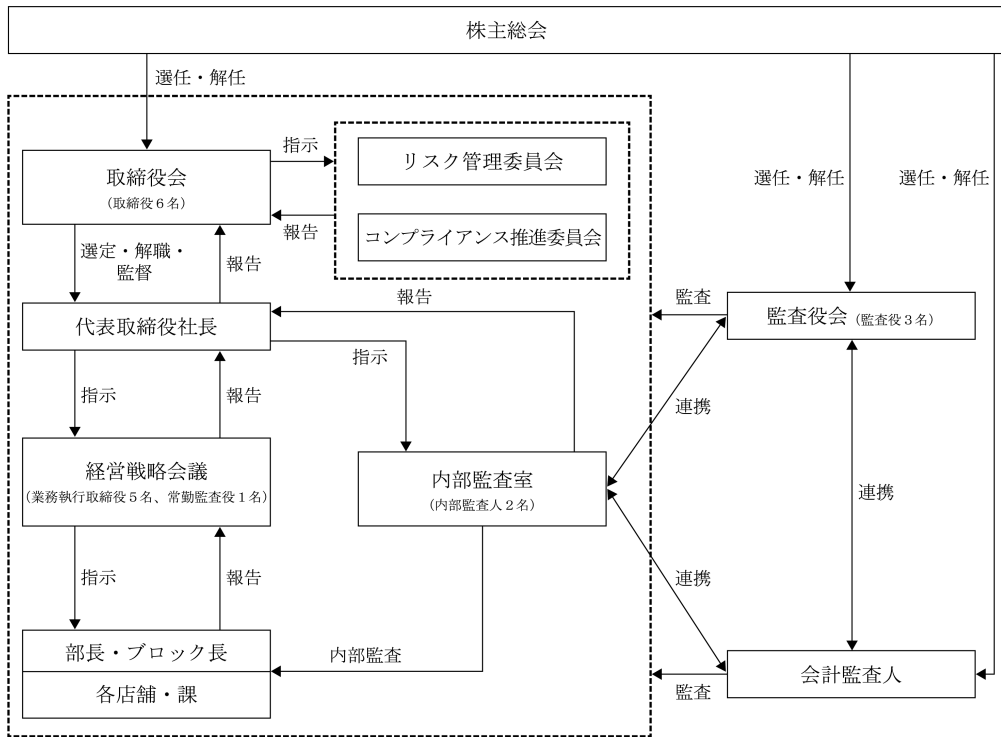 株主総会
選任・解任
指示
リスク管理委員会
取締役会
(取締役6名)
選任・解任
選任・解任
報告
コンプライアンス推進委員会
選定・解職・
監督
報告
報告
監査
代表取締役社長
監査役会(監査役3名)
指示
指示
報告
連携
経営戦略会議
(業務執行取締役5名、常勤監査役1名)
内部監査室
(内部監査人2名)
連携
指示
報告
連携
部長・ブロック長
内部監査
各店舗・課
監査
会計監査人